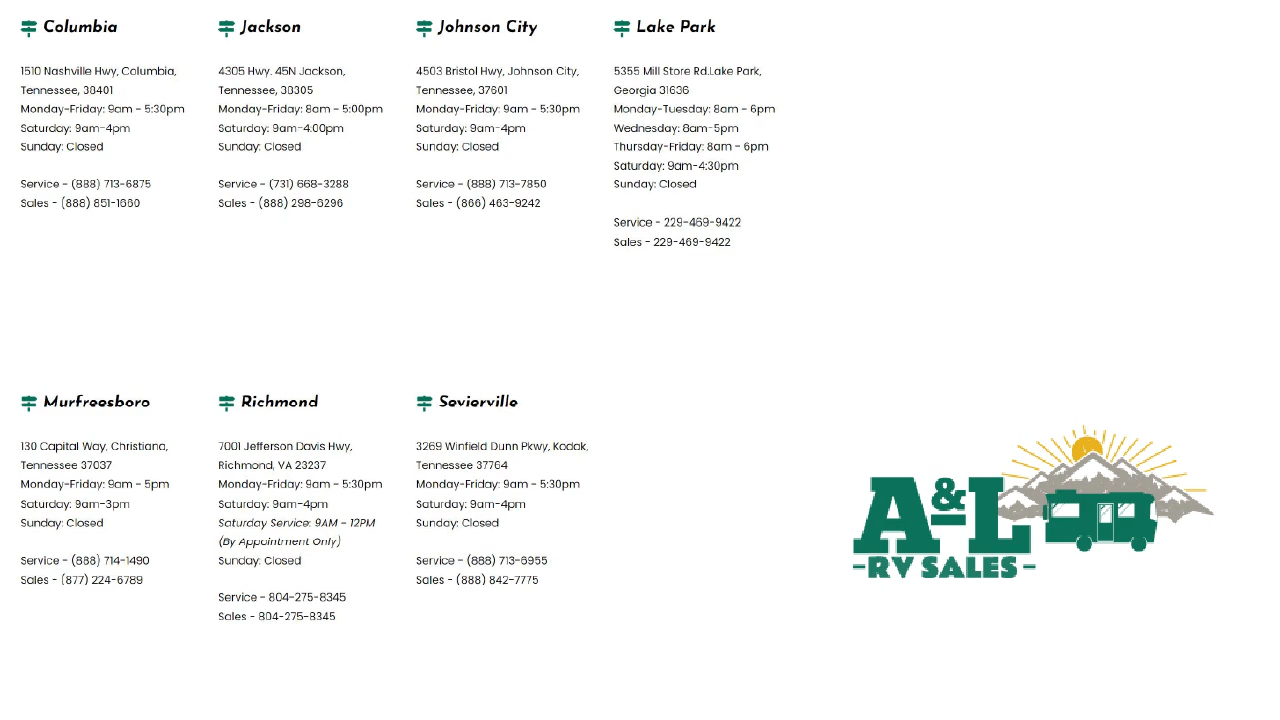 Columbia
1510 Nashville Hwy, Columbia,
Tennessee, 38401
Monday-Friday: 9am - 5:30pm
Saturday: 9am-4pm
Sunday: Closed
Service - (888) 713-6875
Sales - (888) 851-1660
Jackson
4305 Hwy. 45N Jackson,
Tennessee, 38305
Monday-Friday: 8am - 5:00pm
Saturday: 9am-4:00pm
Sunday: Closed
Service - (731) 668-3288
Sales - (888) 298-6296
Johnson City
4503 Bristol Hwy, Johnson City,
Tennessee, 37601
Monday-Friday: 9am - 5:30pm
Saturday: 9am-4pm
Sunday: Closed
Service - (888) 713-7850
Sales - (866) 463-9242
Lake Park
5355 Mill Store Rd.Lake Park,
Georgia 31636
Monday-Tuesday: 8am - 6pm
Wednesday: 8am-5pm
Thursday-Friday: 8am - 6pm
Saturday: 9am-4:30pm
Sunday: Closed
Service - 229-469-9422
Sales - 229-469-9422
Murfreesboro
130 Capital Way, Christiana,
Tennessee 37037
Monday-Friday: 9am - 5pm
Saturday: 9am-3pm
Sunday: Closed
Service - (888) 714-1490
Sales - (877) 224-6789
Richmond
7001 Jefferson Davis Hwy,
Richmond, VA 23237
Monday-Friday: 9am - 5:30pm
Saturday: 9am-4pm
Saturday Service: 9AM - 12PM
(By Appointment Only)
Sunday: Closed
Service - 804-275-8345
Sales - 804-275-8345
Sevierville
3269 Winfield Dunn Pkwy, Kodak,
Tennessee 37764
Monday-Friday: 9am - 5:30pm
Saturday: 9am-4pm
Sunday: Closed
Service - (888) 713-6955
Sales - (888) 842-7775
A&L
-RV SALES-